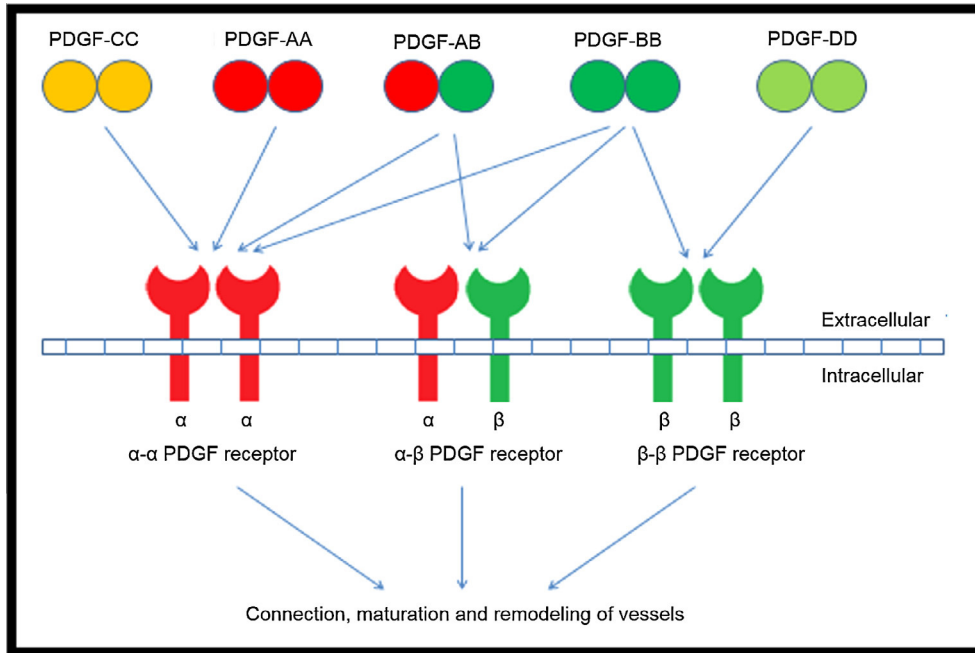 PDGF-CC
PDGF-AA
PDGF-AB
PDGF-BB
PDGF-DD
Extracellular
Intracellular
α
α
α
β
β
β
α-α PDGF receptor
α-β PDGF receptor
β-β PDGF receptor
Connection, maturation and remodeling of vessels